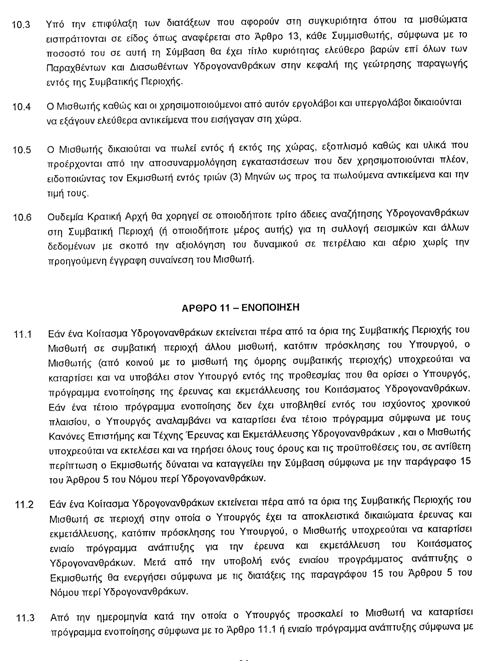 10.3 Υπό την επιφύλαξη των διατάξεων που αφορούν στη συγκυριότητα όπου τα μισθώματα
εισπράττονται σε είδος όπως αναφέρεται στο Άρθρο 13, κάθε Συμμισθωτής, σύμφωνα με το
ποσοστό του σε αυτή τη Σύμβαση θα έχει τίτλο κυριότητας ελεύθερο βαρών επί όλων των
Παραχθέντων και Διασωθέντων Υδρογονανθράκων στην κεφαλή της γεώτρησης παραγωγής
εντός της Συμβατικής Περιοχής.
10.4 Ο Μισθωτής καθώς και οι χρησιμοποιούμενοι από αυτόν εργολάβοι και υπεργολάβοι δικαιούνται
να εξάγουν ελεύθερα αντικείμενα που εισήγαγαν στη χώρα.
10.5 Ο Μισθωτής δικαιούται να πωλεί εντός ή εκτός της χώρας, εξοπλισμό καθώς και υλικά που
προέρχονται από την αποσυναρμολόγηση εγκαταστάσεων που δεν χρησιμοποιούνται πλέον,
ειδοποιώντας τον Εκμισθωτή εντός τριών (3) Μηνών ως προς τα πωλούμενα αντικείμενα και την
τιμή τους.
10.6 Ουδεμία Κρατική Αρχή θα χορηγεί σε οποιοδήποτε τρίτο άδειες αναζήτησης Υδρογονανθράκων
στη Συμβατική Περιοχή (ή οποιοδήποτε μέρος αυτής) για τη συλλογή σεισμικών και άλλων
δεδομένων με σκοπό την αξιολόγηση του δυναμικού σε πετρέλαιο και αέριο χωρίς την
προηγούμενη έγγραφη συναίνεση του Μισθωτή.
ΑΡΘΡΟ 11 – ΕΝΟΠΟΙΗΣΗ
11.1 Εάν ένα Κοίτασμα Υδρογονανθράκων εκτείνεται πέρα από τα όρια της Συμβατικής Περιοχής του
Μισθωτή σε συμβατική περιοχή άλλου μισθωτή, κατόπιν πρόσκλησης του Υπουργού, ο
Μισθωτής (από κοινού με το μισθωτή της όμορης συμβατικής περιοχής) υποχρεούται να
καταρτίσει και να υποβάλει στον Υπουργό εντός της προθεσμίας που θα ορίσει ο Υπουργός,
πρόγραμμα ενοποίησης της έρευνας και εκμετάλλευσης του Κοιτάσματος Υδρογονανθράκων.
Εάν ένα τέτοιο πρόγραμμα ενοποίησης δεν έχει υποβληθεί εντός του ισχύοντος χρονικού
πλαισίου, ο Υπουργός αναλαμβάνει να καταρτίσει ένα τέτοιο πρόγραμμα σύμφωνα με τους
Κανόνες Επιστήμης και Τέχνης Έρευνας και Εκμετάλλευσης Υδρογονανθράκων , και ο Μισθωτής
υποχρεούται να εκτελέσει και να τηρήσει όλους τους όρους και τις προϋποθέσεις του, σε αντίθετη
περίπτωση ο Εκμισθωτής δύναται να καταγγείλει την Σύμβαση σύμφωνα με την παράγραφο 15
του Άρθρου 5 του Νόμου περί Υδρογονανθράκων.
11.2 Εάν ένα Κοίτασμα Υδρογονανθράκων εκτείνεται πέρα από τα όρια της Συμβατικής Περιοχής του
Μισθωτή σε περιοχή στην οποία ο Υπουργός έχει τα αποκλειστικά δικαιώματα έρευνας και
εκμετάλλευσης, κατόπιν πρόσκλησης του Υπουργού, ο Μισθωτής υποχρεούται να καταρτίσει
ενιαίο πρόγραμμα ανάπτυξης για την έρευνα και εκμετάλλευση του Κοιτάσματος
Υδρογονανθράκων. Μετά από την υποβολή ενός ενιαίου προγράμματος ανάπτυξης ο
Εκμισθωτής θα ενεργήσει σύμφωνα με τις διατάξεις της παραγράφου 15 του Άρθρου 5 του
Νόμου περί Υδρογονανθράκων.
11.3 Από την ημερομηνία κατά την οποία ο Υπουργός προσκαλεί το Μισθωτή να καταρτίσει
πρόγραμμα ενοποίησης σύμφωνα με το Άρθρο 11.1 ή ενιαίο πρόγραμμα ανάπτυξης σύμφωνα με